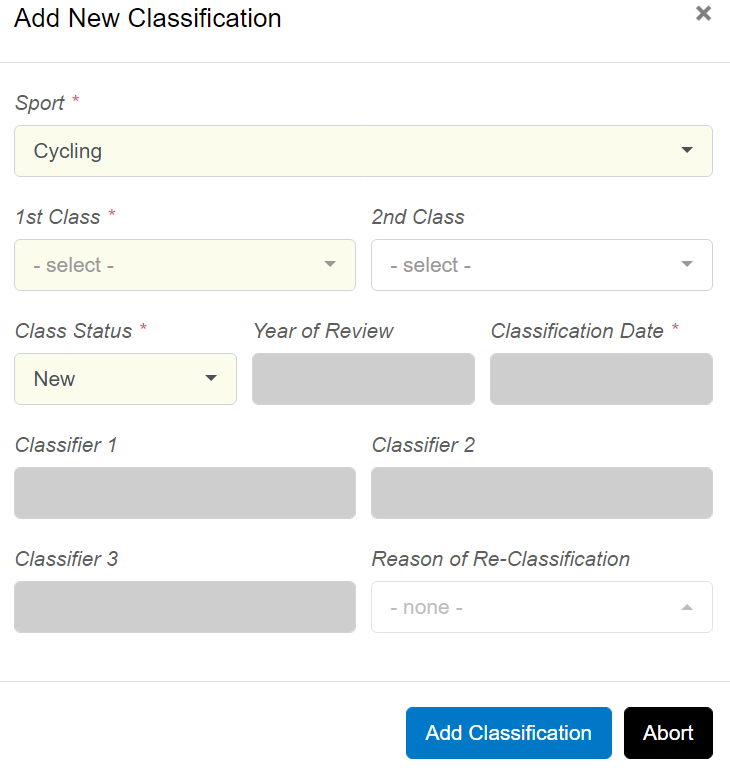 Add New Classification ×
Sport *
Cycling
1st Class * 2nd Class
- select - - select -
Class Status * Year of Review Classification Date *
New
Classifier 1 Classifier 2
Classifier 3 Reason of Re-Classification
- none -
Add Classification Abort